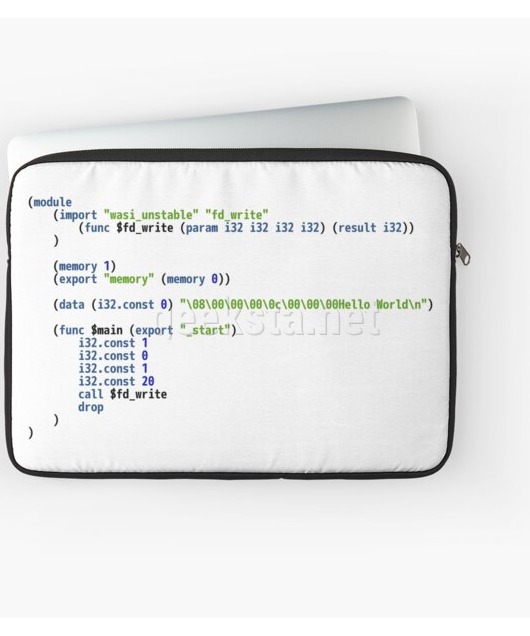 (module
    (import "wasi_unstable" "fd_write"
        (func $fd_write (param i32 i32 i32 i32) (result i32))
    )
    (memory 1)
    (export "memory" (memory 0))
    (data (i32.const 0) "\08\00\00\00\0c\00\00\00Hello World\n")
geeksta.net
    (func $main (export "_start")
        i32.const 1
        i32.const 0
        i32.const 1
        i32.const 20
        call $fd_write
        drop
    )
)